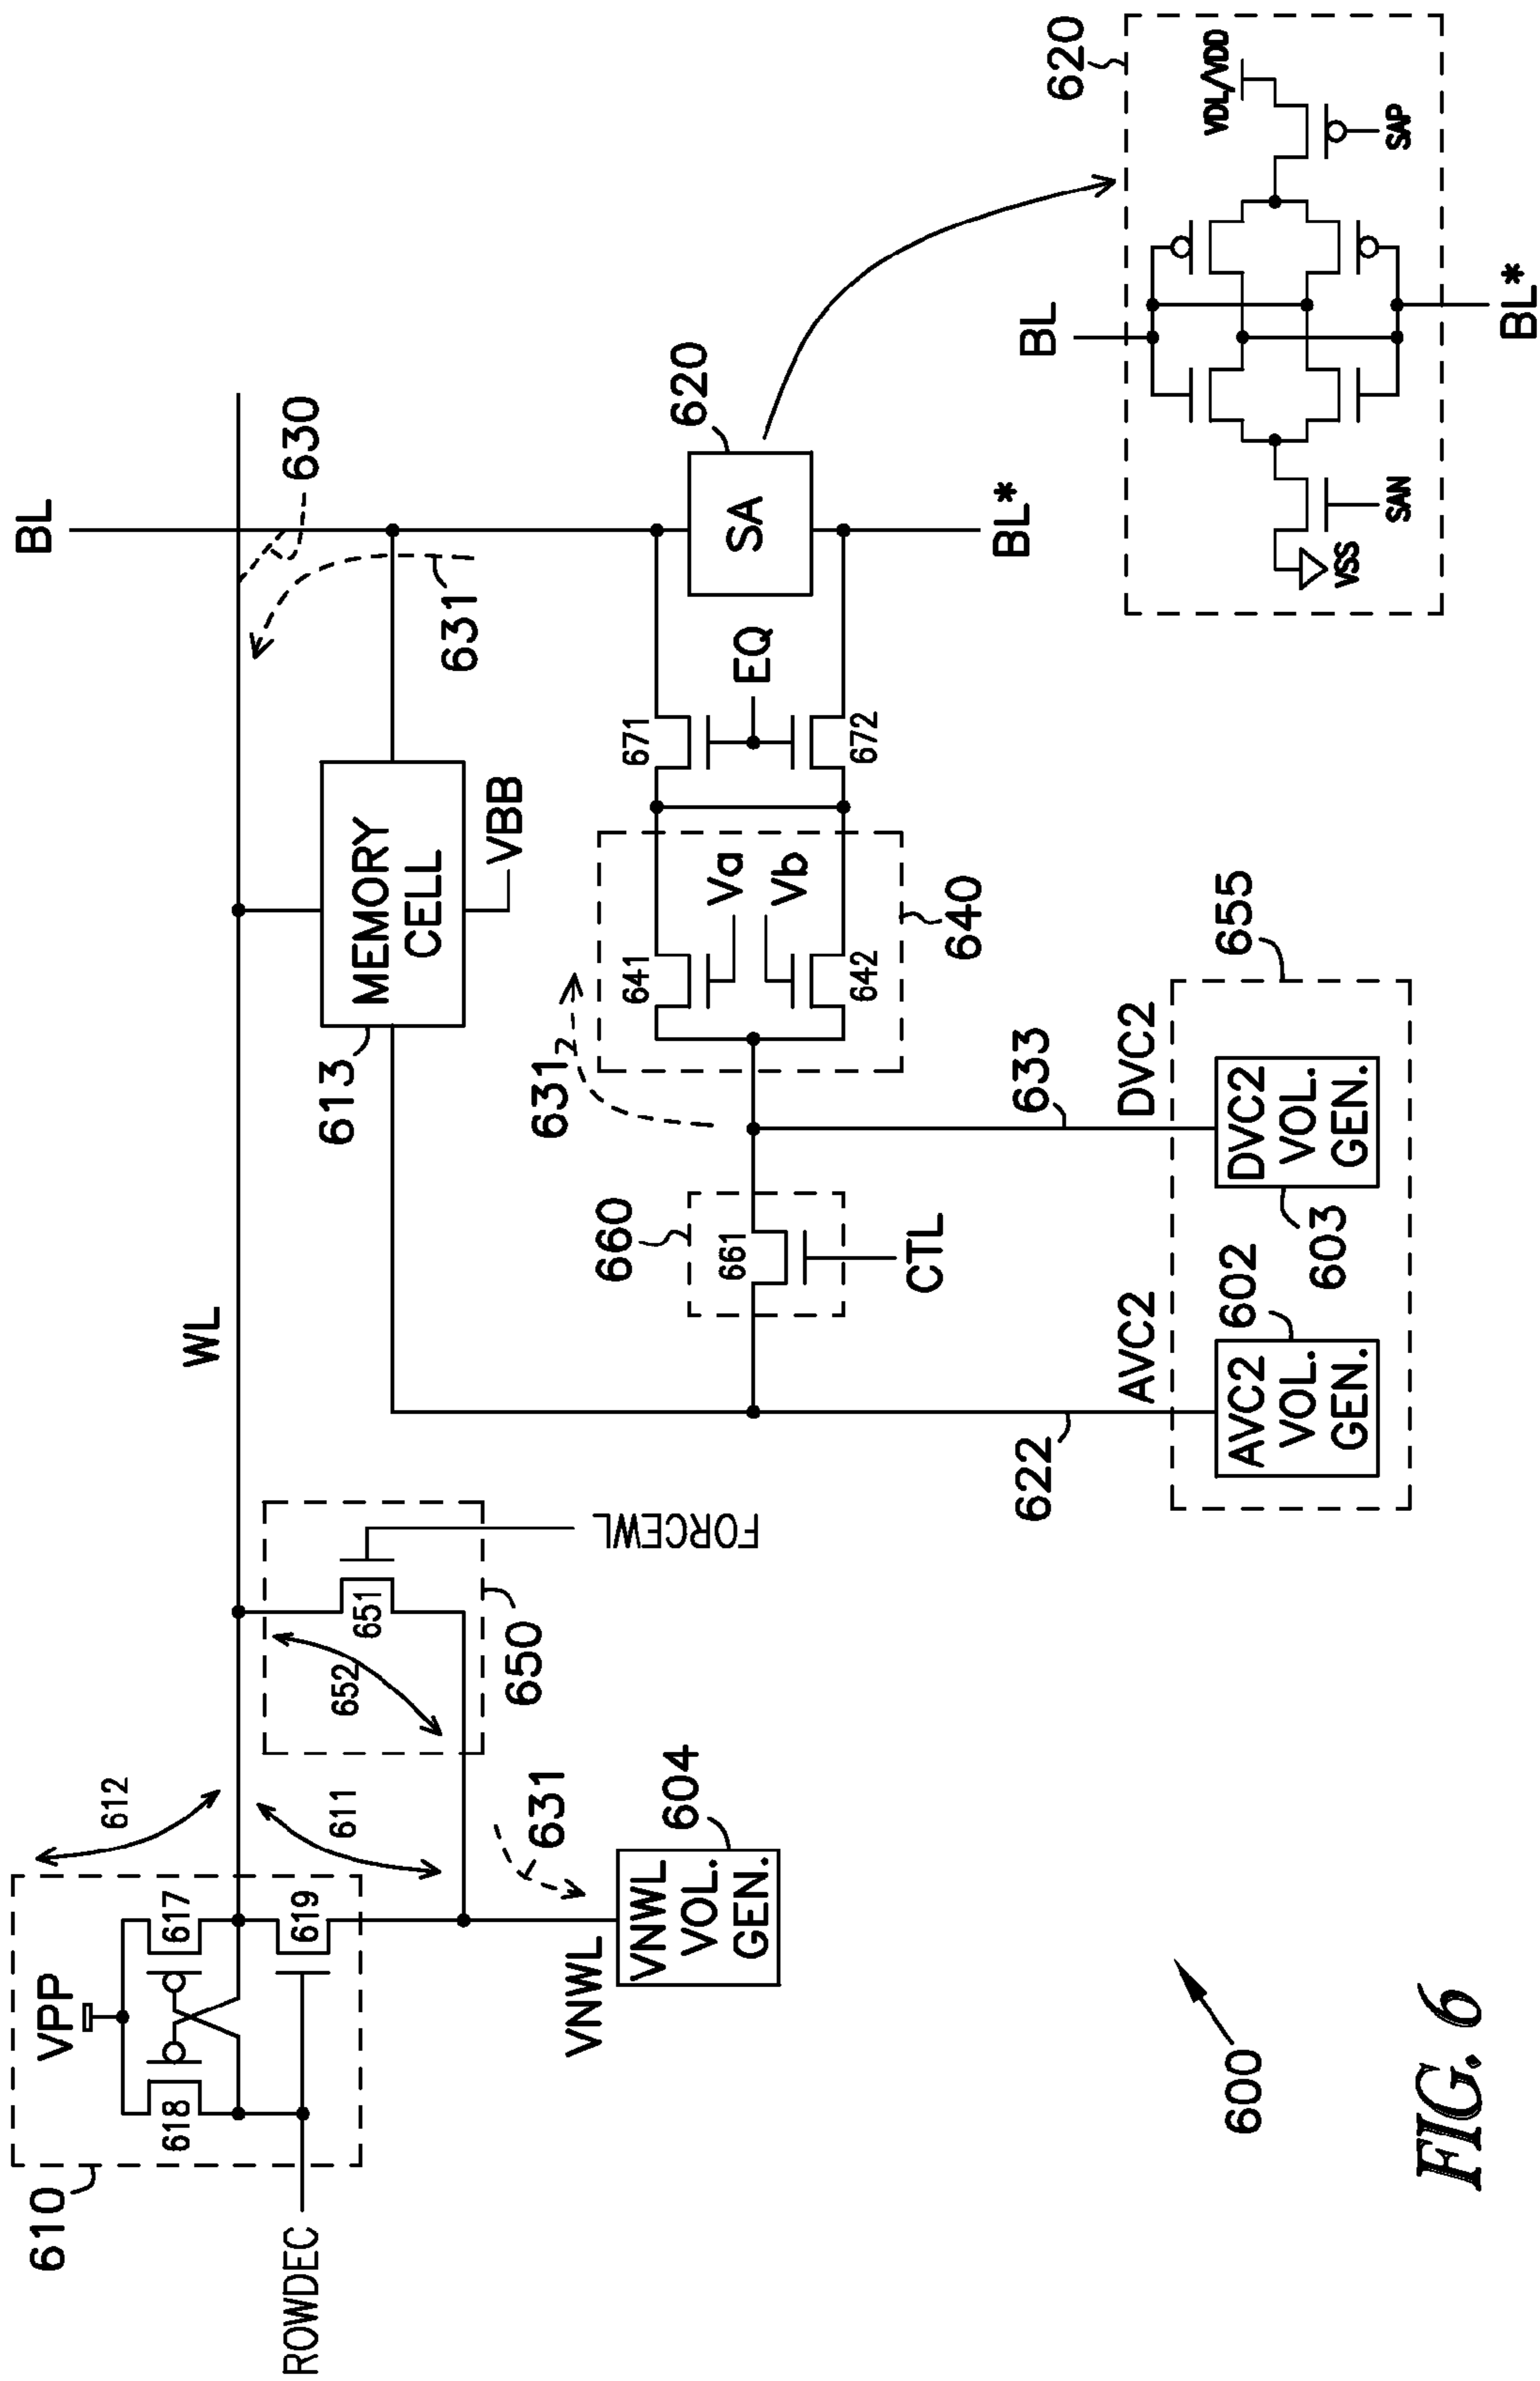 610
VPP
618
617
619
ROWDEC
612
611
VNWL
631
VNWL
VOL.
GEN.
604
652
651
650
FORCEWL
WL
613
MEMORY
CELL
VBB
BL
630
631
631₂
660
661
CTL
641
642
Va
Vb
640
671
672
EQ
SA
620
BL*
622
AVC2
633
DVC2
655
AVC2
VOL.
GEN.
602
DVC2
VOL.
GEN.
603
620
BL
BL*
VDL/VDD
SAP
SAN
VSS
600
FIG. 6